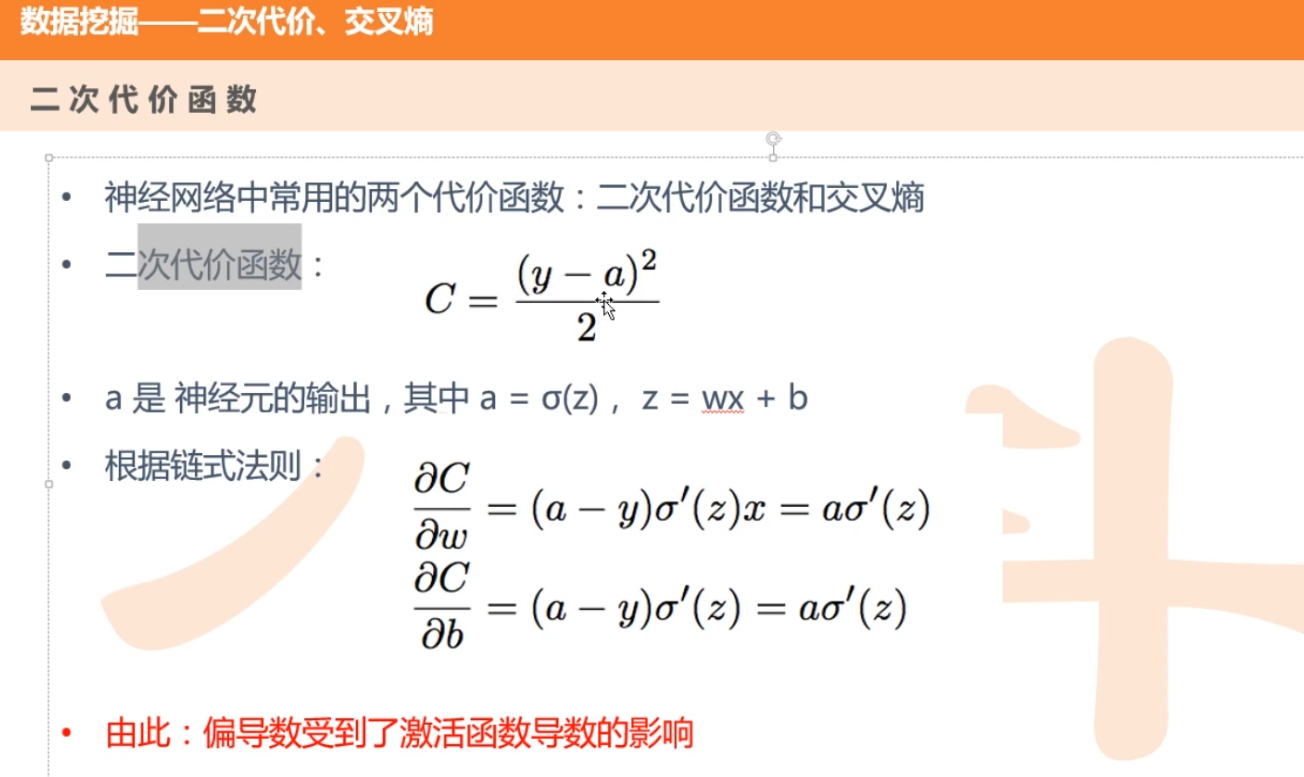 数据挖掘——二次代价、交叉熵
二次代价函数
• 神经网络中常用的两个代价函数：二次代价函数和交叉熵
• 二次代价函数： C = (y − a)² / 2
• a 是 神经元的输出，其中 a = σ(z) ， z = wx + b
• 根据链式法则：
∂C/∂w = (a − y)σ′(z)x = aσ′(z)
∂C/∂b = (a − y)σ′(z) = aσ′(z)
• 由此：偏导数受到了激活函数导数的影响